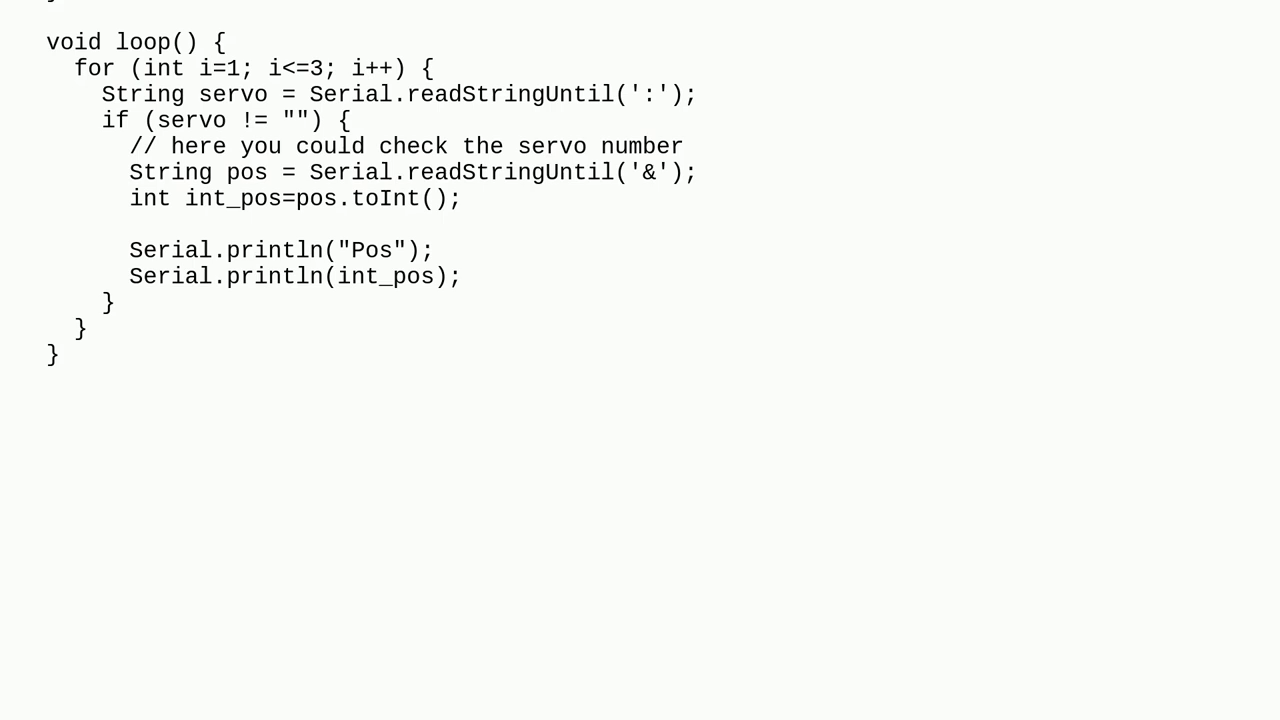 }
void loop() {
  for (int i=1; i<=3; i++) {
    String servo = Serial.readStringUntil(':');
    if (servo != "") {
      // here you could check the servo number
      String pos = Serial.readStringUntil('&');
      int int_pos=pos.toInt();

      Serial.println("Pos");
      Serial.println(int_pos);
    }
  }
}